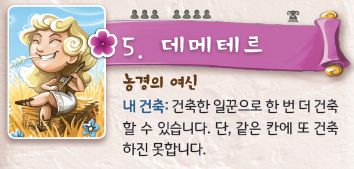 5. 데메테르
농경의 여신
내 건축: 건축한 일꾼으로 한 번 더 건축
할 수 있습니다. 단, 같은 칸에 또 건축
하진 못합니다.